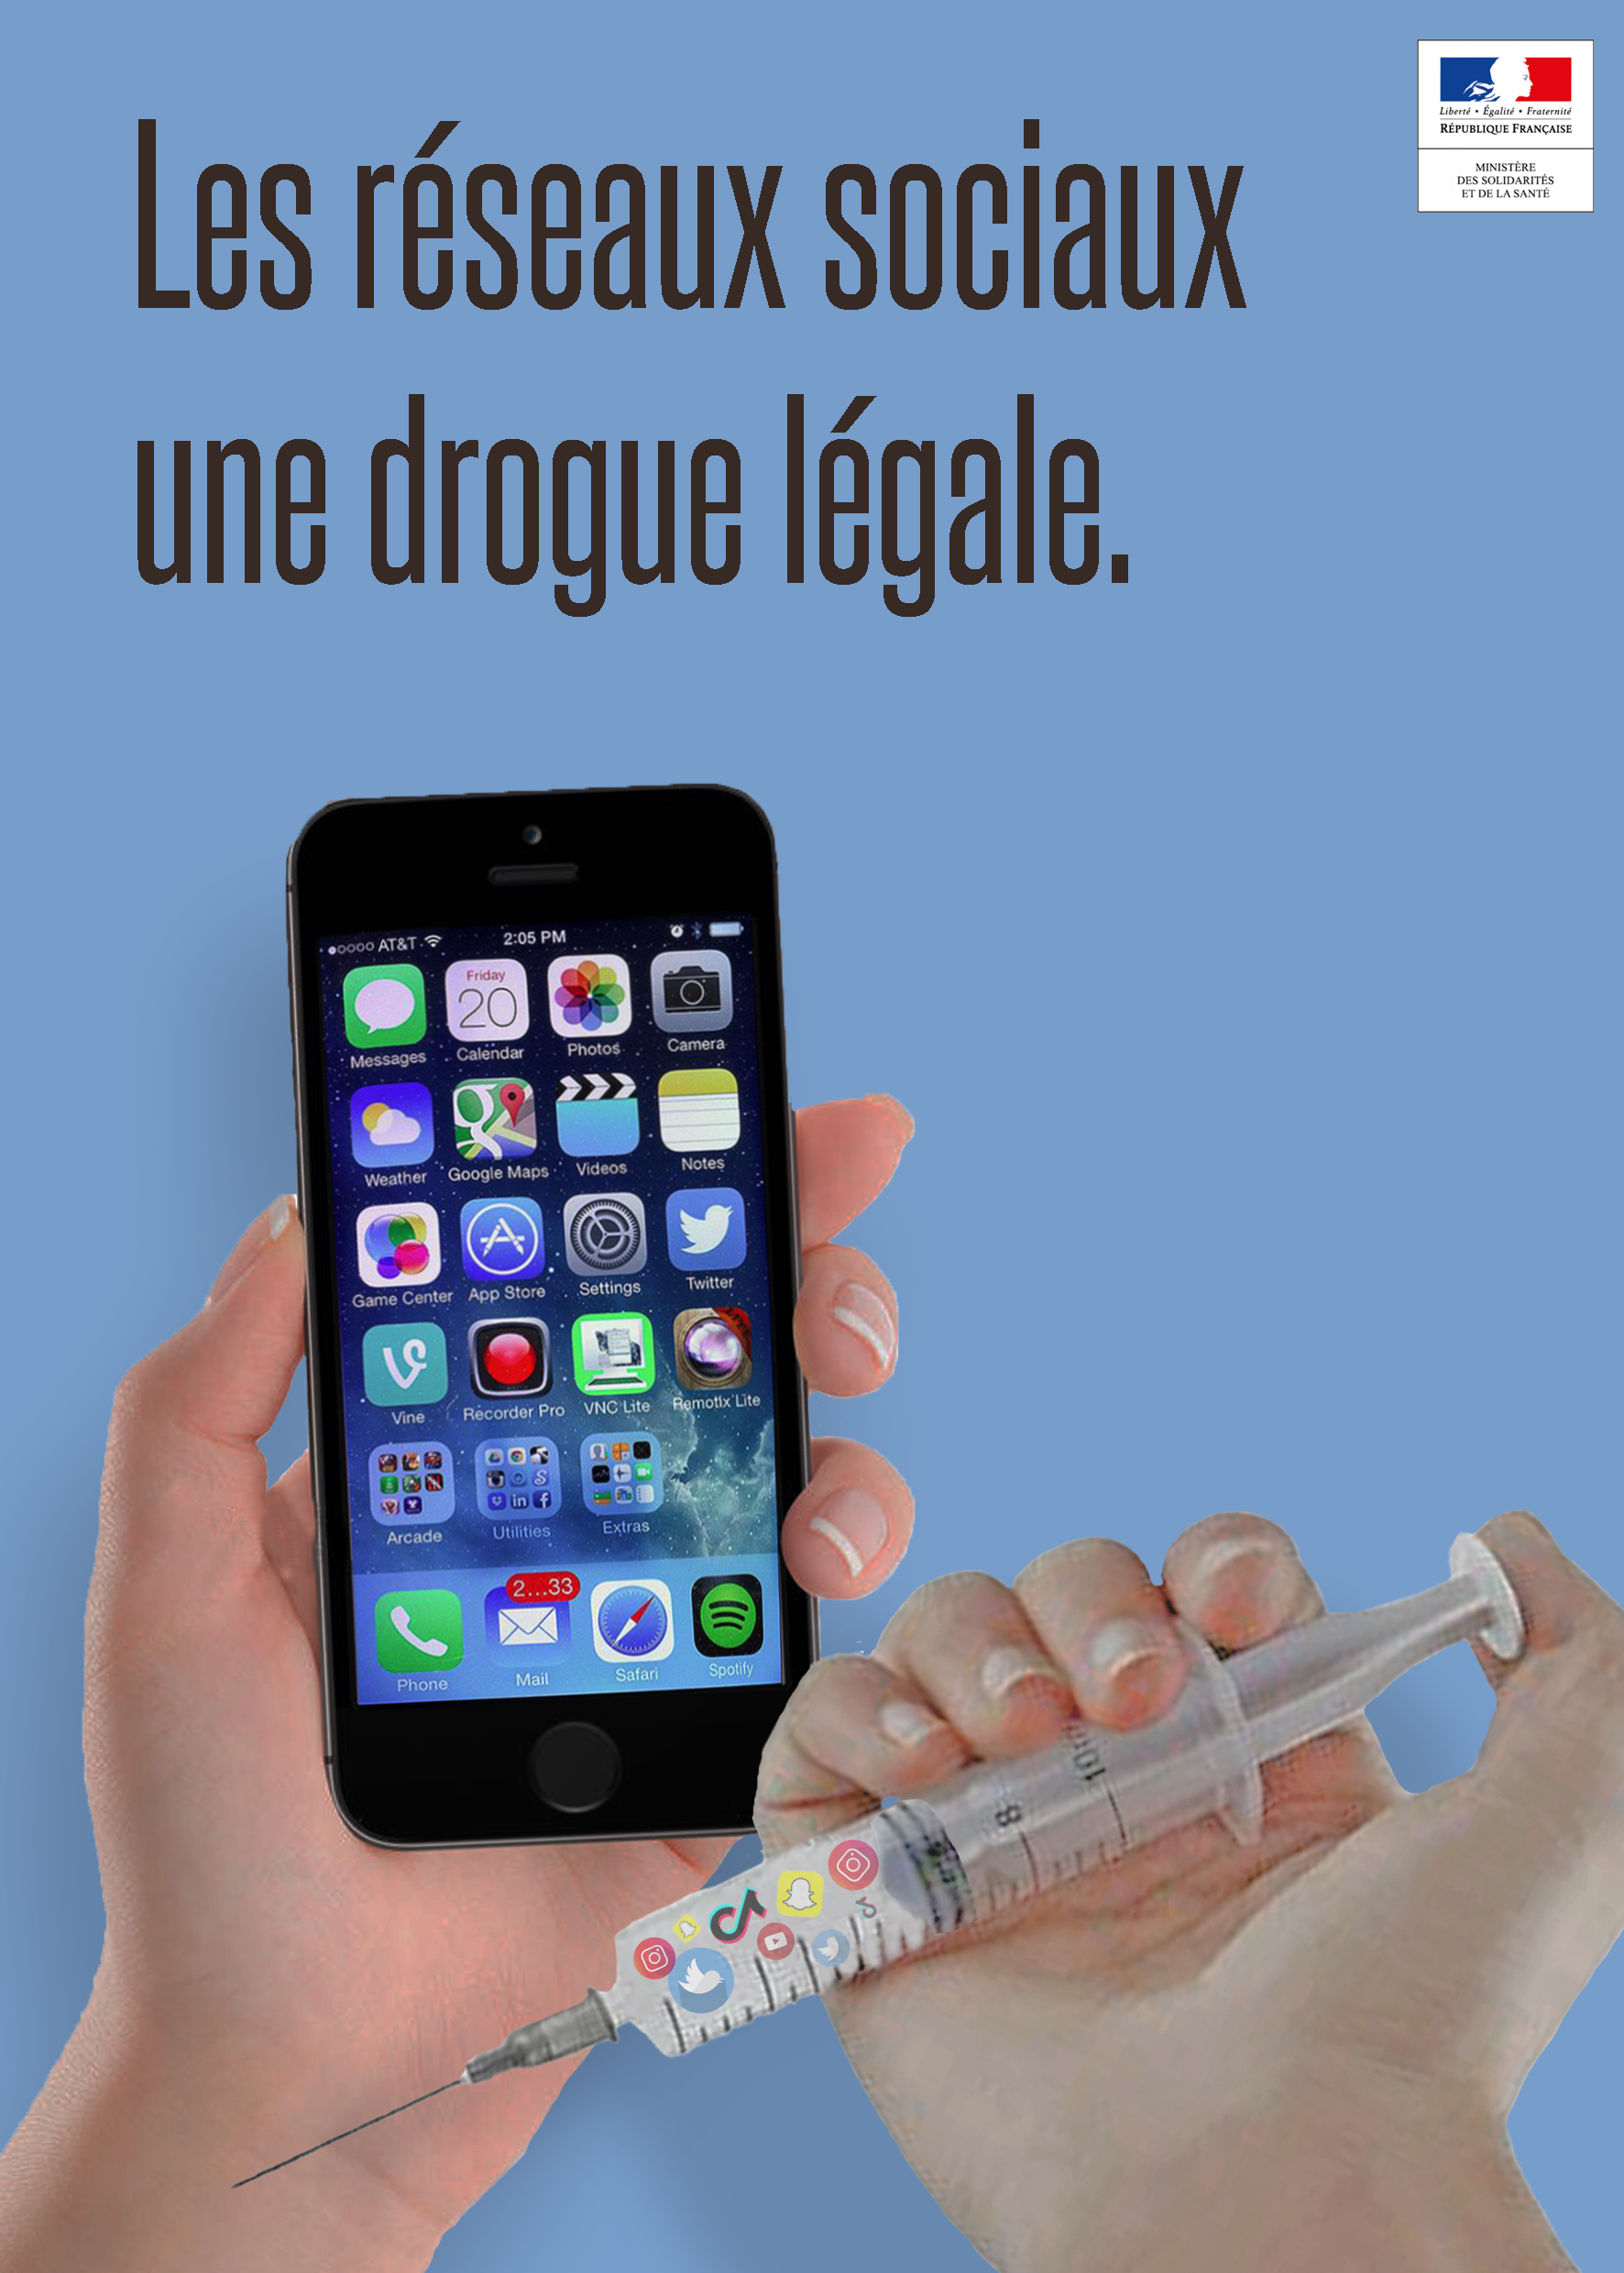 Liberté • Égalité • Fraternité
RÉPUBLIQUE FRANÇAISE
MINISTÈRE
DES SOLIDARITÉS
ET DE LA SANTÉ
Les réseaux sociaux
une drogue légale.
AT&T 2:05 PM
Friday
20
Messages Calendar Photos Camera
Weather Google Maps Videos Notes
Game Center App Store Settings Twitter
Vine Recorder Pro VNC Lite Remotix Lite
Arcade Utilities Extras
2...33
Phone Mail Safari Spotify
10
8